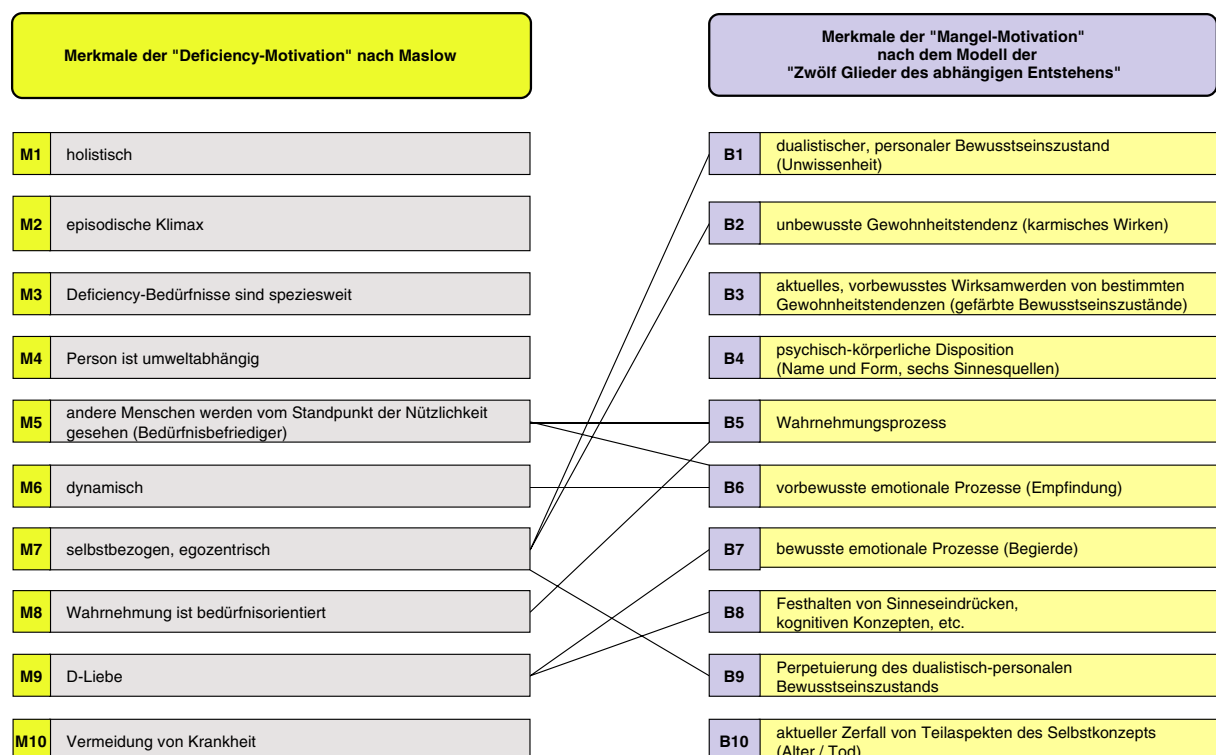 Merkmale der "Deficiency-Motivation" nach Maslow
Merkmale der "Mangel-Motivation"
nach dem Modell der
"Zwölf Glieder des abhängigen Entstehens"
M1 holistisch
M2 episodische Klimax
M3 Deficiency-Bedürfnisse sind speziesweit
M4 Person ist umweltabhängig
M5 andere Menschen werden vom Standpunkt der Nützlichkeit
gesehen (Bedürfnisbefriediger)
M6 dynamisch
M7 selbstbezogen, egozentrisch
M8 Wahrnehmung ist bedürfnisorientiert
M9 D-Liebe
M10 Vermeidung von Krankheit
B1 dualistischer, personaler Bewusstseinszustand
(Unwissenheit)
B2 unbewusste Gewohnheitstendenz (karmisches Wirken)
B3 aktuelles, vorbewusstes Wirksamwerden von bestimmten
Gewohnheitstendenzen (gefärbte Bewusstseinszustände)
B4 psychisch-körperliche Disposition
(Name und Form, sechs Sinnesquellen)
B5 Wahrnehmungsprozess
B6 vorbewusste emotionale Prozesse (Empfindung)
B7 bewusste emotionale Prozesse (Begierde)
B8 Festhalten von Sinneseindrücken,
kognitiven Konzepten, etc.
B9 Perpetuierung des dualistisch-personalen
Bewusstseinszustands
B10 aktueller Zerfall von Teilaspekten des Selbstkonzepts
(Alter / Tod)